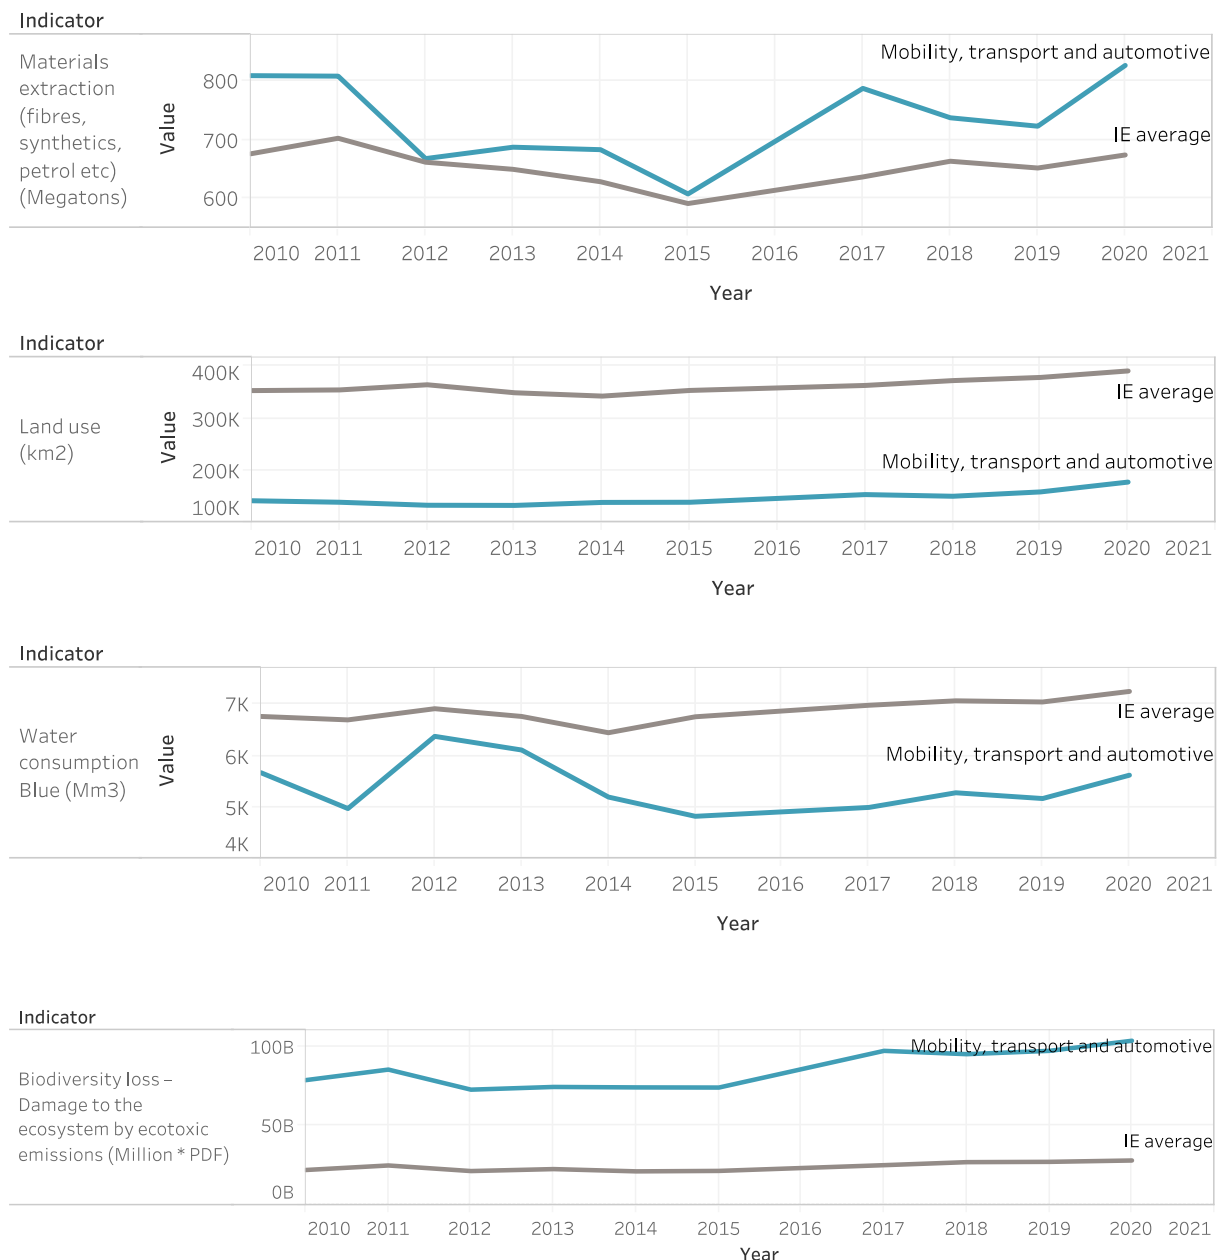 Indicator
Materials
extraction
(fibres,
synthetics,
petrol etc)
(Megatons)
Value
800
700
600
Mobility, transport and automotive
IE average
2010 2011 2012 2013 2014 2015 2016 2017 2018 2019 2020 2021
Year
Indicator
Land use
(km2)
Value
400K
300K
200K
100K
IE average
Mobility, transport and automotive
2010 2011 2012 2013 2014 2015 2016 2017 2018 2019 2020 2021
Year
Indicator
Water
consumption
Blue (Mm3)
Value
7K
6K
5K
4K
IE average
Mobility, transport and automotive
2010 2011 2012 2013 2014 2015 2016 2017 2018 2019 2020 2021
Year
Indicator
Biodiversity loss –
Damage to the
ecosystem by ecotoxic
emissions (Million * PDF)
100B
50B
0B
Mobility, transport and automotive
IE average
2010 2011 2012 2013 2014 2015 2016 2017 2018 2019 2020 2021
Year